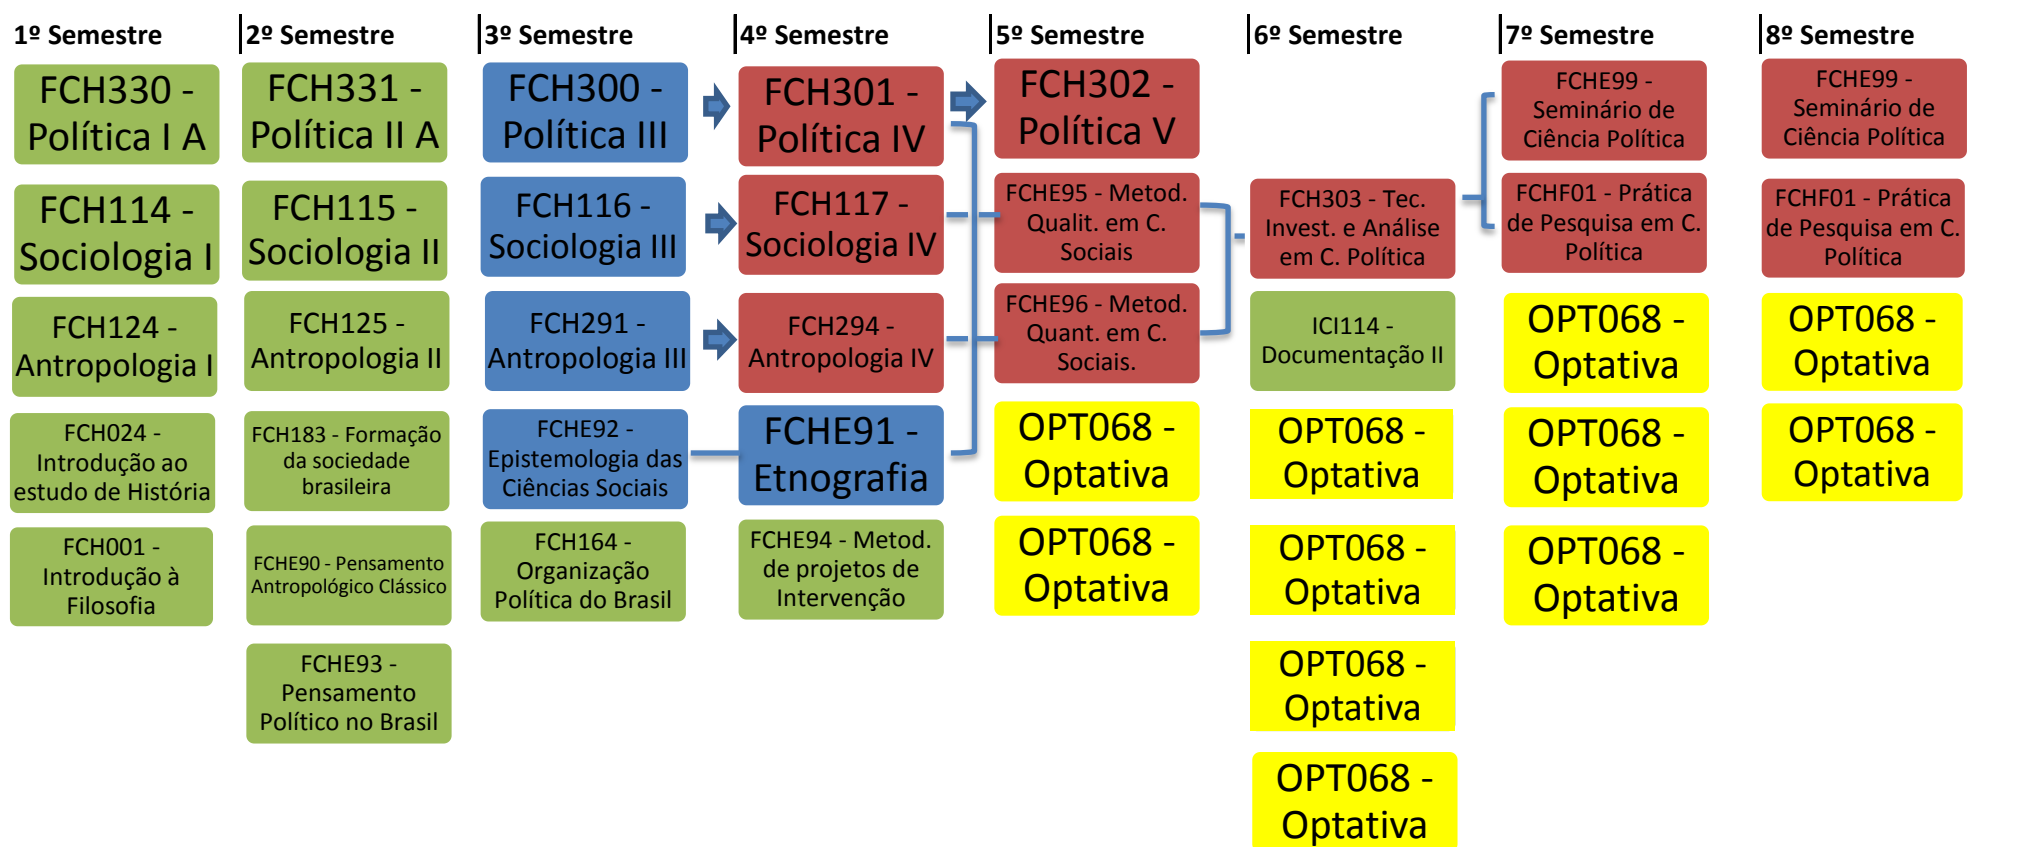 1º Semestre
2º Semestre
3º Semestre
4º Semestre
5º Semestre
6º Semestre
7º Semestre
8º Semestre
FCH330 -
Política I A
FCH114 -
Sociologia I
FCH124 -
Antropologia I
FCH024 -
Introdução ao
estudo de História
FCH001 -
Introdução à
Filosofia
FCH331 -
Política II A
FCH115 -
Sociologia II
FCH125 -
Antropologia II
FCH183 - Formação
da sociedade
brasileira
FCHE90 - Pensamento
Antropológico Clássico
FCHE93 -
Pensamento
Político no Brasil
FCH300 -
Política III
FCH116 -
Sociologia III
FCH291 -
Antropologia III
FCHE92 -
Epistemologia das
Ciências Sociais
FCH164 -
Organização
Política do Brasil
FCH301 -
Política IV
FCH117 -
Sociologia IV
FCH294 -
Antropologia IV
FCHE91 -
Etnografia
FCHE94 - Metod.
de projetos de
Intervenção
FCH302 -
Política V
FCHE95 - Metod.
Qualit. em C.
Sociais
FCHE96 - Metod.
Quant. em C.
Sociais.
OPT068 -
Optativa
OPT068 -
Optativa
FCH303 - Tec.
Invest. e Análise
em C. Política
ICI114 -
Documentação II
OPT068 -
Optativa
OPT068 -
Optativa
OPT068 -
Optativa
OPT068 -
Optativa
FCHE99 -
Seminário de
Ciência Política
FCHF01 - Prática
de Pesquisa em C.
Política
OPT068 -
Optativa
OPT068 -
Optativa
OPT068 -
Optativa
FCHE99 -
Seminário de
Ciência Política
FCHF01 - Prática
de Pesquisa em C.
Política
OPT068 -
Optativa
OPT068 -
Optativa